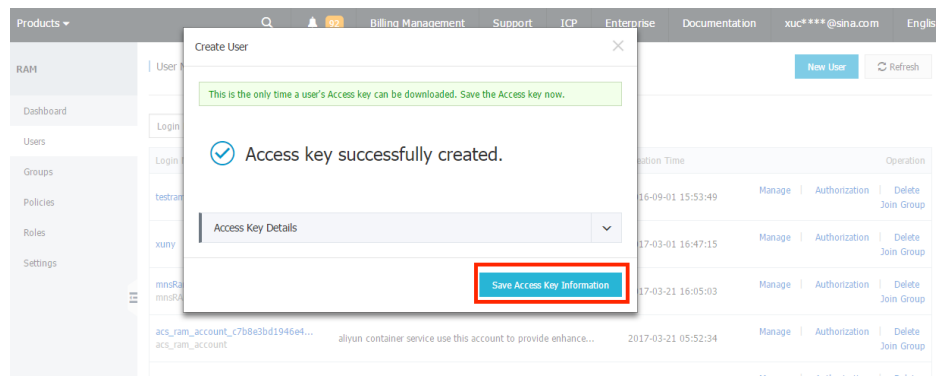 Products
92
Billing Management
Support
ICP
Enterprise
Documentation
xuc****@sina.com
Create User
RAM
User
New User
Refresh
This is the only time a user's Access key can be downloaded. Save the Access key now.
Dashboard
Login
Users
Access key successfully created.
Login
Operation
Groups
Policies
testram
16-09-01 15:53:49
Manage
Authorization
Delete
Join Group
Roles
Access Key Details
xuny
17-03-01 16:47:15
Manage
Authorization
Delete
Join Group
Settings
Save Access Key Information
17-03-21 16:05:03
Manage
Authorization
Delete
Join Group
acs_ram_account_c7b8e3bd1946e4...
acs_ram_account
aliyun container service use this account to provide enhance...
2017-03-21 05:52:34
Manage
Authorization
Delete
Join Group